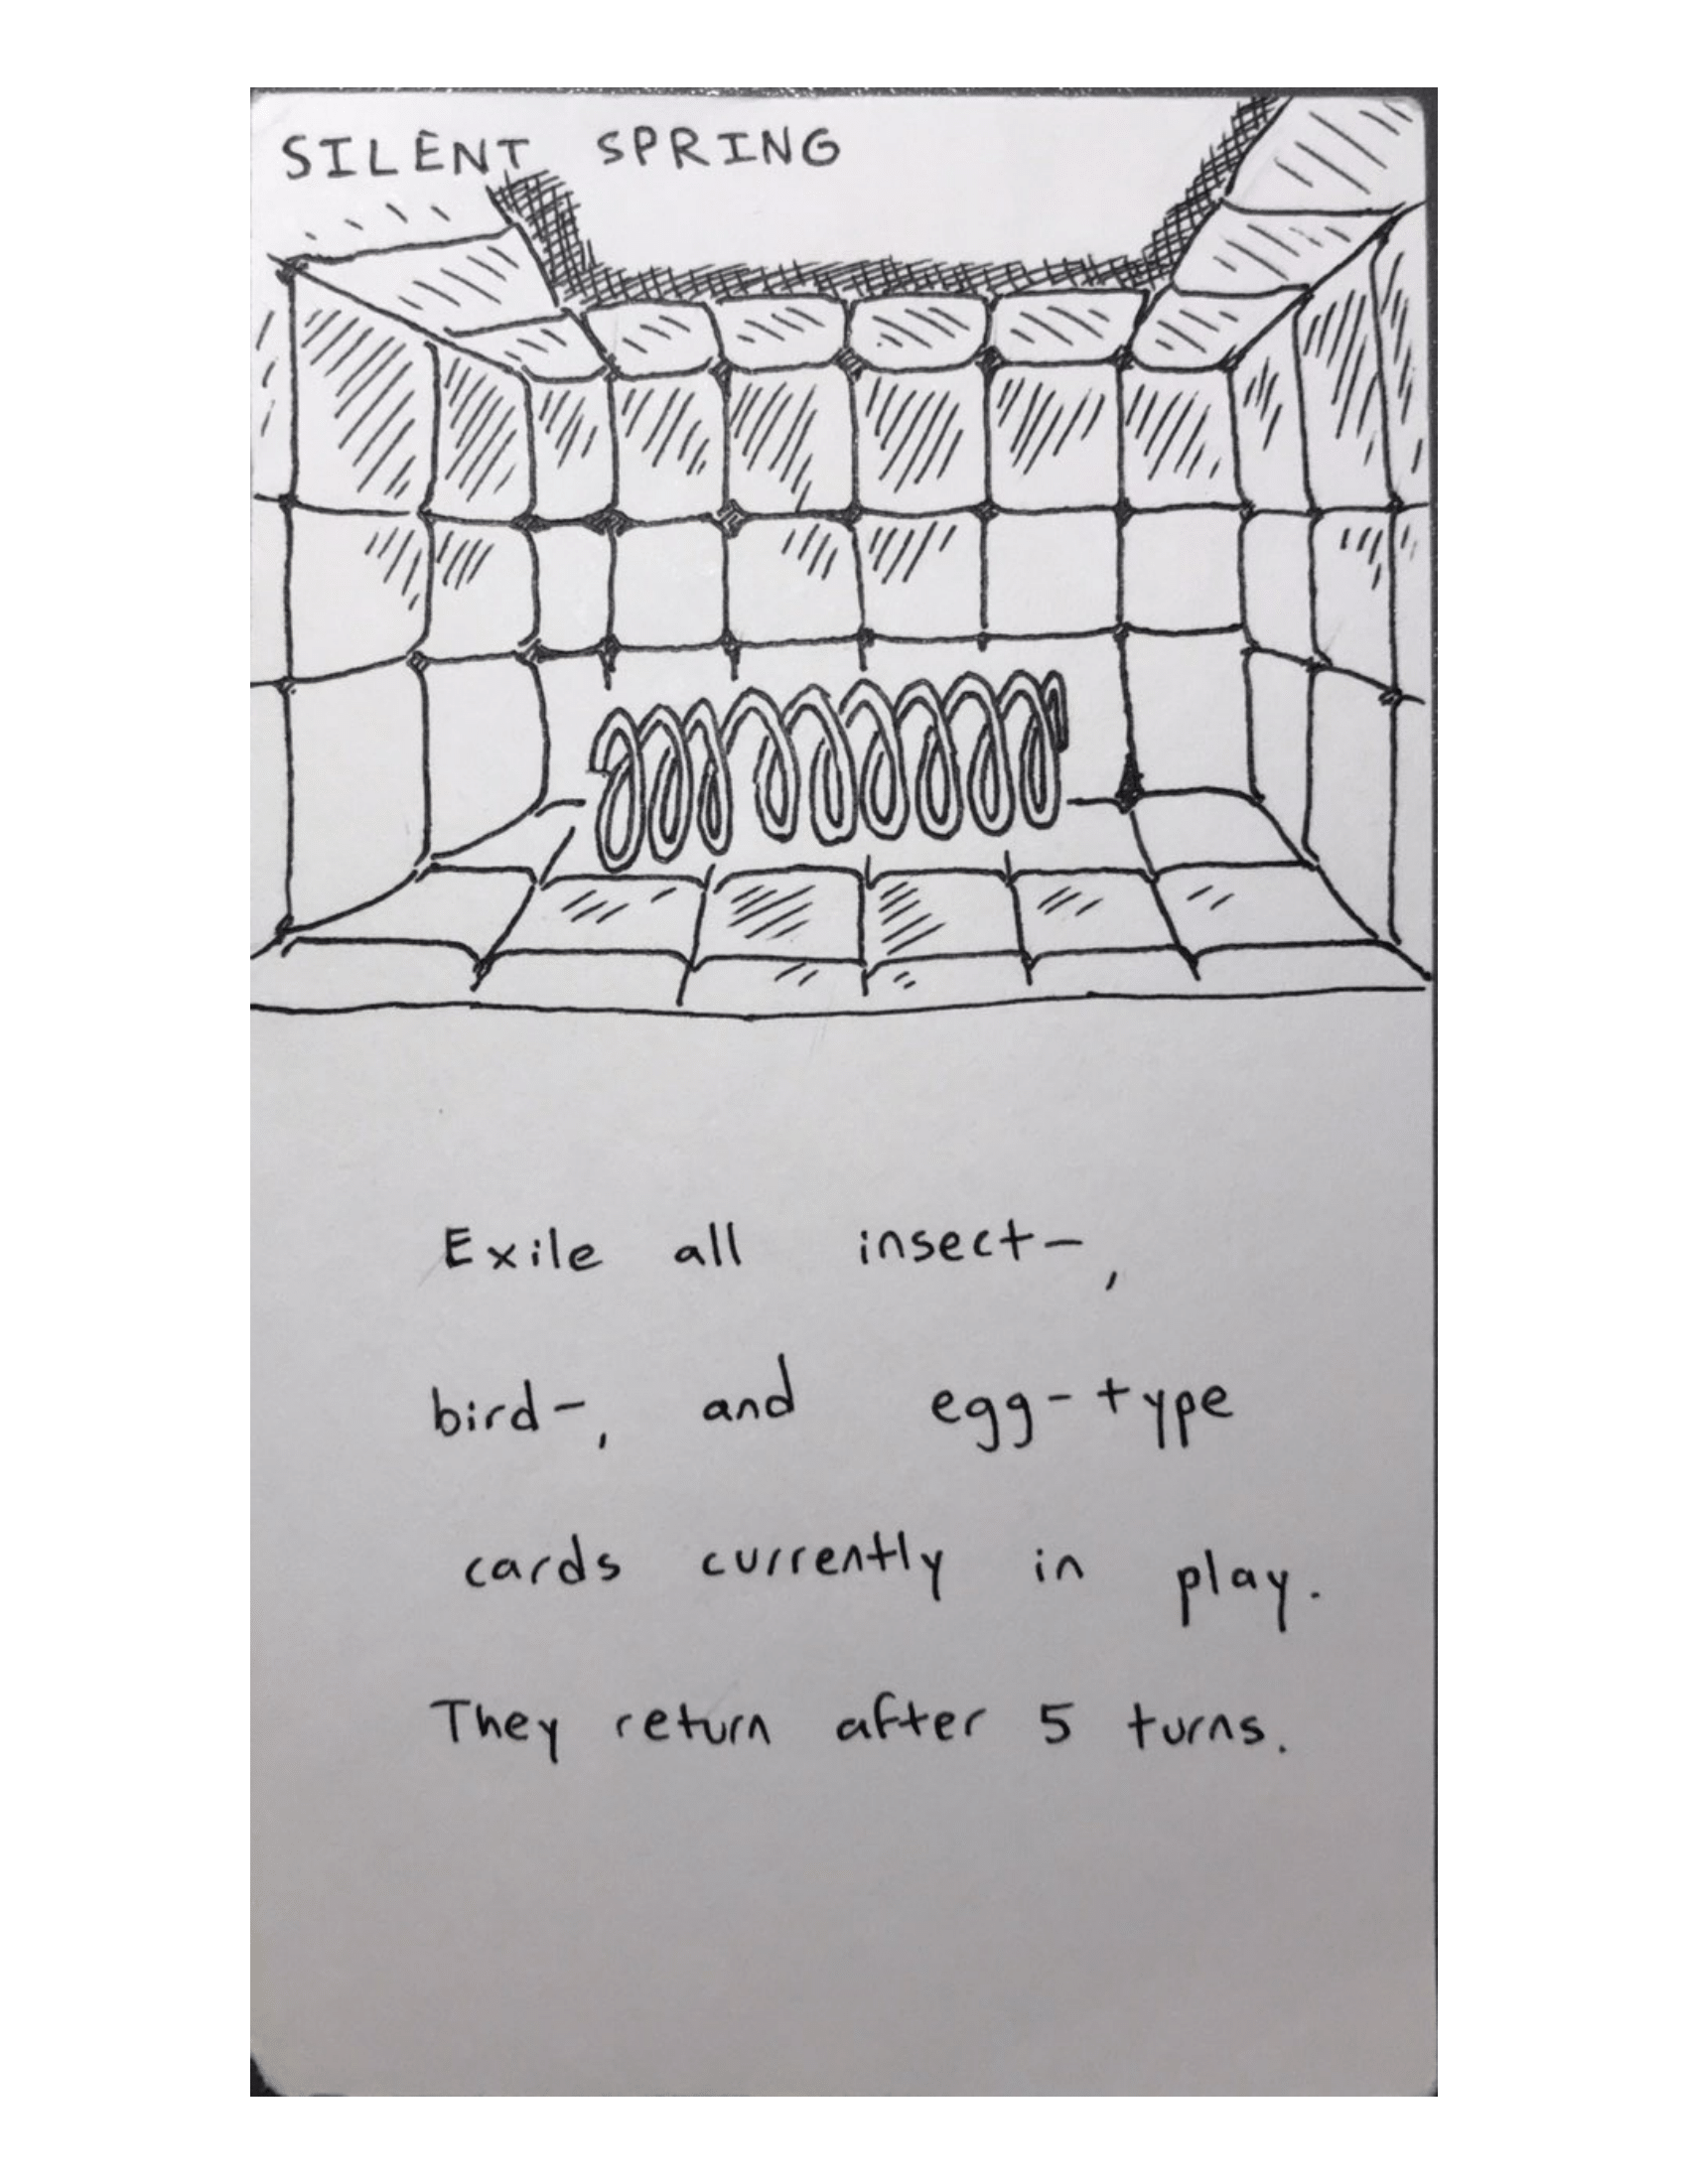 SILENT SPRING
Exile all insect-,
bird-, and egg-type
cards currently in play.
They return after 5 turns.